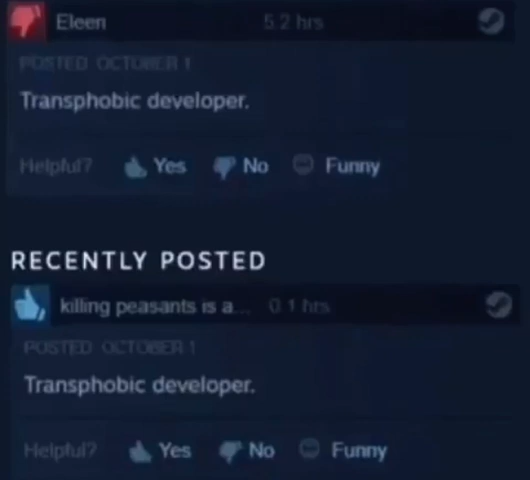 Eleen 5.2 hrs
POSTED OCTOBER 1
Transphobic developer.
Helpful? Yes No Funny
RECENTLY POSTED
killing peasants is a... 0.1 hrs
POSTED OCTOBER 1
Transphobic developer.
Helpful? Yes No Funny